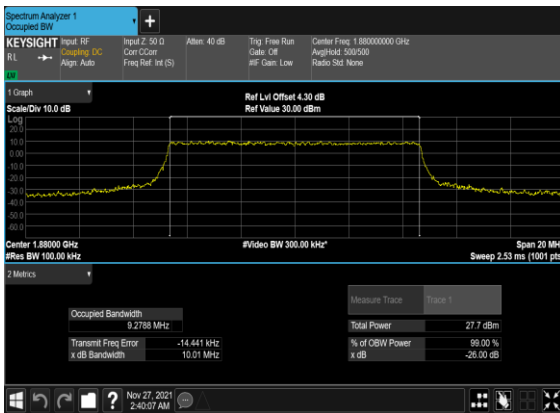 Spectrum Analyzer 1
Occupied BW
KEYSIGHT
RL
LV
Input: RF
Coupling: DC
Align: Auto
Input Z: 50 Ω
Corr CCorr
Freq Ref: Int (S)
Atten: 40 dB
Trig: Free Run
Gate: Off
#IF Gain: Low
Center Freq: 1.880000000 GHz
Avg|Hold: 500/500
Radio Std: None
1 Graph
Scale/Div 10.0 dB
Ref Lvl Offset 4.30 dB
Ref Value 30.00 dBm
Log
20.0
10.0
0.00
-10.0
-20.0
-30.0
-40.0
-50.0
-60.0
Center 1.88000 GHz
#Res BW 100.00 kHz
#Video BW 300.00 kHz*
Span 20 MH
Sweep 2.53 ms (1001 pts
2 Metrics
Measure Trace Trace 1
Occupied Bandwidth
9.2788 MHz
Total Power 27.7 dBm
Transmit Freq Error -14.441 kHz
% of OBW Power 99.00 %
x dB Bandwidth 10.01 MHz
x dB -26.00 dB
Nov 27, 2021
2:40:07 AM